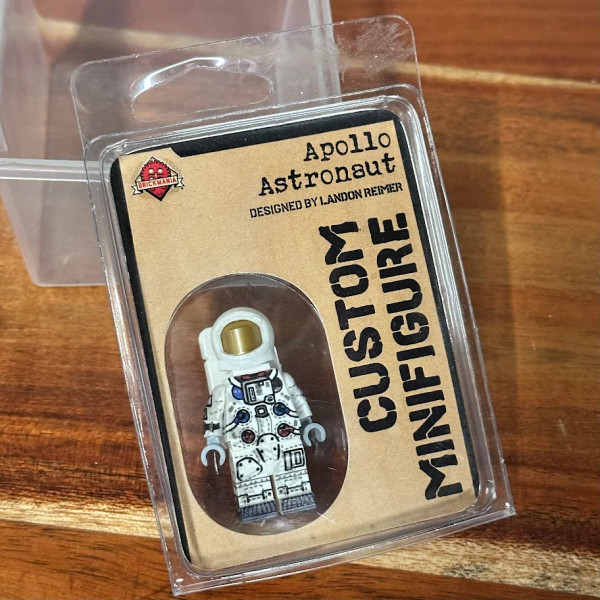 BRICKMANIA
Apollo
Astronaut
DESIGNED BY LANDON REIMER
CUSTOM
MINIFIGURE